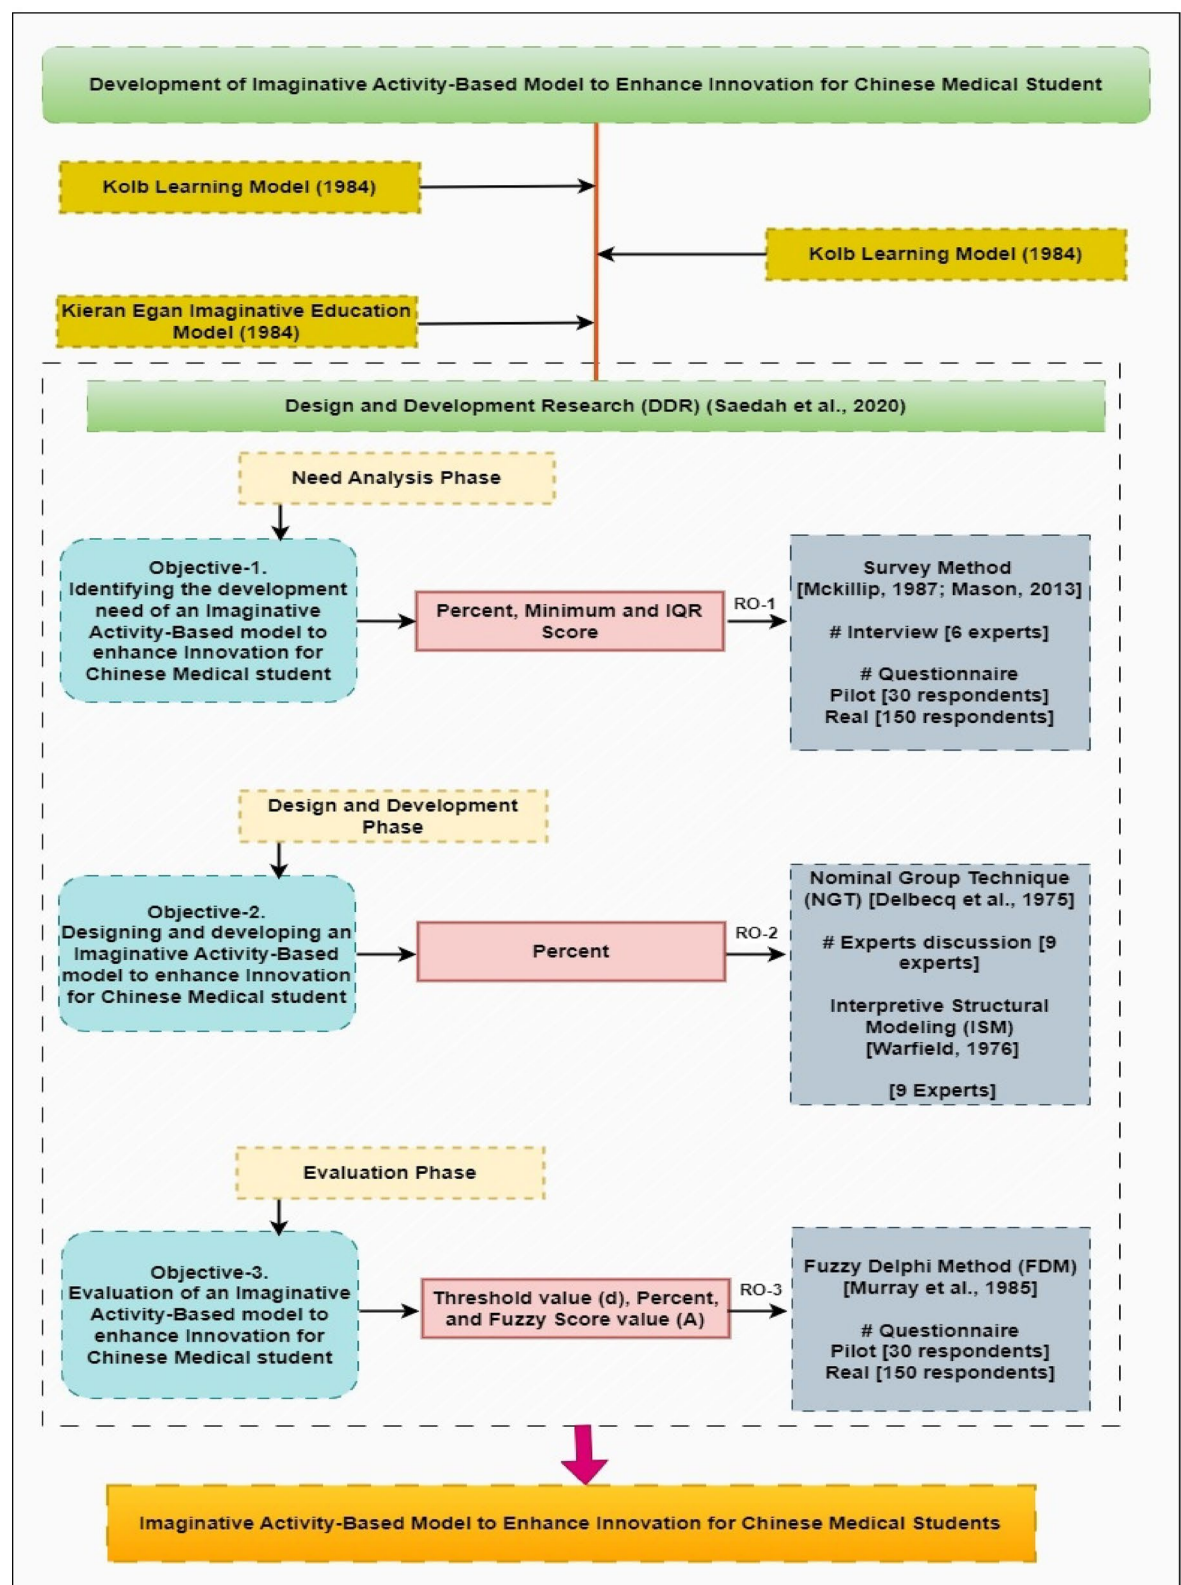 Development of Imaginative Activity-Based Model to Enhance Innovation for Chinese Medical Student
Kolb Learning Model (1984)
Kolb Learning Model (1984)
Kieran Egan Imaginative Education
Model (1984)
Design and Development Research (DDR) (Saedah et al., 2020)
Need Analysis Phase
Objective-1.
Identifying the development
need of an Imaginative
Activity-Based model to
enhance Innovation for
Chinese Medical student
Percent, Minimum and IQR
Score
RO-1
Survey Method
[Mckillip, 1987; Mason, 2013]
# Interview [6 experts]
# Questionnaire
Pilot [30 respondents]
Real [150 respondents]
Design and Development
Phase
Objective-2.
Designing and developing an
Imaginative Activity-Based
model to enhance Innovation
for Chinese Medical student
Percent
RO-2
Nominal Group Technique
(NGT) [Delbecq et al., 1975]
# Experts discussion [9
experts]
Interpretive Structural
Modeling (ISM)
[Warfield, 1976]
[9 Experts]
Evaluation Phase
Objective-3.
Evaluation of an Imaginative
Activity-Based model to
enhance Innovation for
Chinese Medical student
Threshold value (d), Percent,
and Fuzzy Score value (A)
RO-3
Fuzzy Delphi Method (FDM)
[Murray et al., 1985]
# Questionnaire
Pilot [30 respondents]
Real [150 respondents]
Imaginative Activity-Based Model to Enhance Innovation for Chinese Medical Students